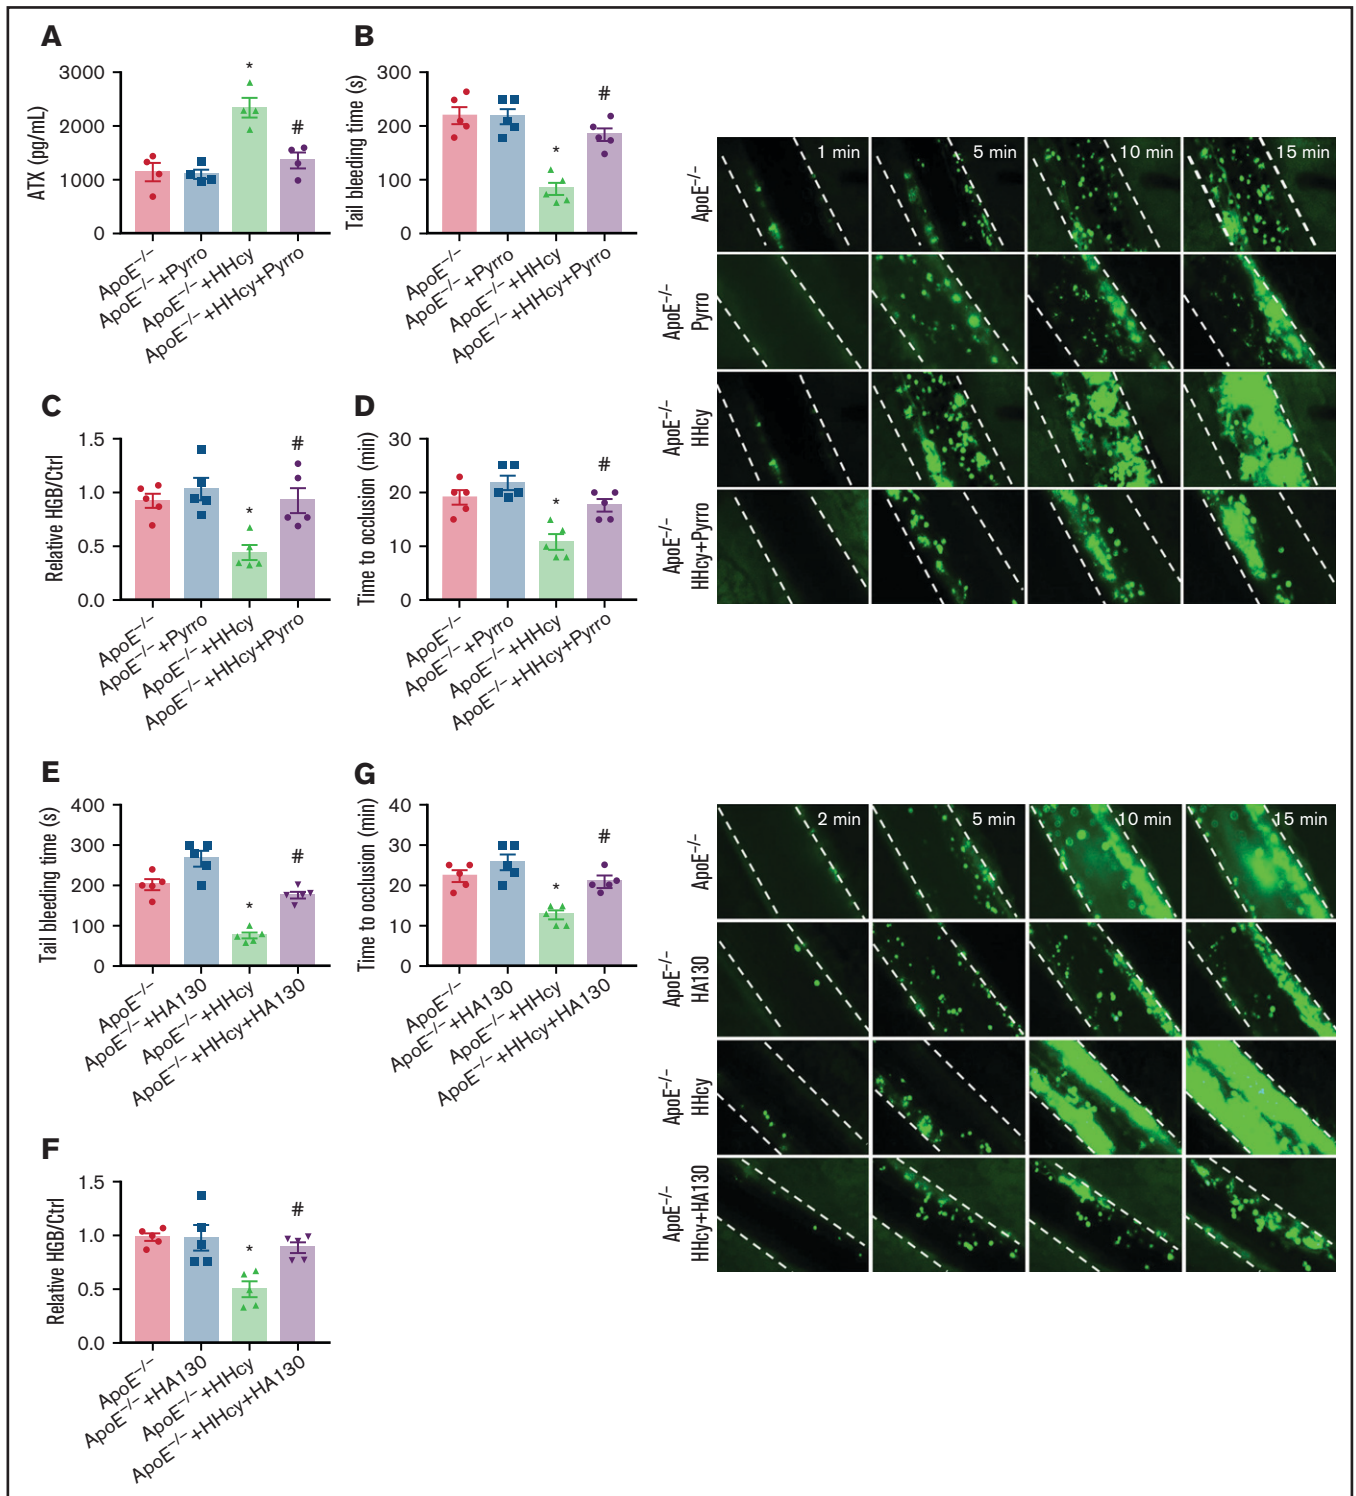 A
ATX (pg/mL)
3000
2000
1000
0
*
#
ApoE−/−
ApoE−/−+Pyrro
ApoE−/−+HHcy
ApoE−/−+HHcy+Pyrro
B
Tail bleeding time (s)
300
200
100
0
*
#
ApoE−/−
ApoE−/−+Pyrro
ApoE−/−+HHcy
ApoE−/−+HHcy+Pyrro
C
Relative HGB/Ctrl
1.5
1.0
0.5
0.0
*
#
ApoE−/−
ApoE−/−+Pyrro
ApoE−/−+HHcy
ApoE−/−+HHcy+Pyrro
D
Time to occlusion (min)
30
20
10
0
*
#
ApoE−/−
ApoE−/−+Pyrro
ApoE−/−+HHcy
ApoE−/−+HHcy+Pyrro
1 min
5 min
10 min
15 min
ApoE−/−
ApoE−/−
Pyrro
ApoE−/−
HHcy
ApoE−/−
HHcy+Pyrro
E
Tail bleeding time (s)
400
300
200
100
0
*
#
ApoE−/−
ApoE−/−+HA130
ApoE−/−+HHcy
ApoE−/−+HHcy+HA130
G
Time to occlusion (min)
40
30
20
10
0
*
#
ApoE−/−
ApoE−/−+HA130
ApoE−/−+HHcy
ApoE−/−+HHcy+HA130
2 min
5 min
10 min
15 min
ApoE−/−
ApoE−/−
HA130
ApoE−/−
HHcy
ApoE−/−
HHcy+HA130
F
Relative HGB/Ctrl
1.5
1.0
0.5
0.0
*
#
ApoE−/−
ApoE−/−+HA130
ApoE−/−+HHcy
ApoE−/−+HHcy+HA130